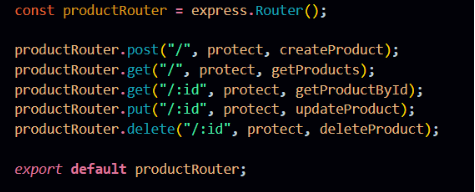 const productRouter = express.Router();
productRouter.post("/", protect, createProduct);
productRouter.get("/", protect, getProducts);
productRouter.get("/:id", protect, getProductById);
productRouter.put("/:id", protect, updateProduct);
productRouter.delete("/:id", protect, deleteProduct);
export default productRouter;